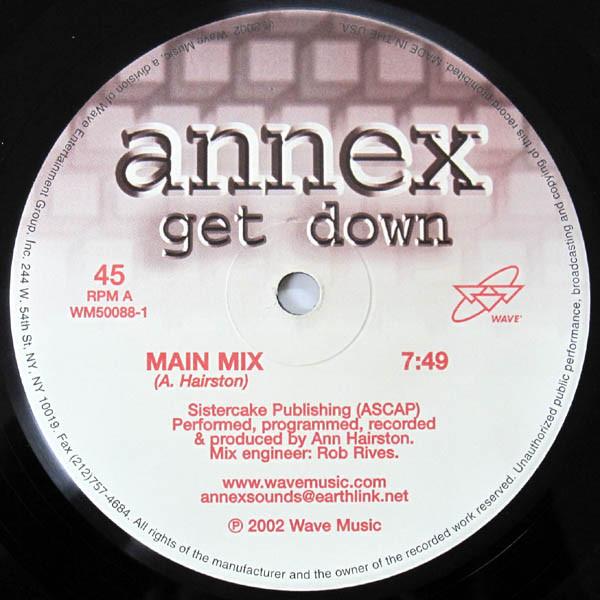 annex
get down
45
RPM A
WM50088-1
WAVE
MAIN MIX 7:49
(A. Hairston)
Sistercake Publishing (ASCAP)
Performed, programmed, recorded
& produced by Ann Hairston.
Mix engineer: Rob Rives.
www.wavemusic.com
annexsounds@earthlink.net
℗ 2002 Wave Music
℗2002 Wave Music, a division of Wave Entertainment Group, Inc. 244 W. 54th St, NY, NY 10019. Fax (212)757-4684. All rights of the manufacturer and the owner of the recorded work reserved. Unauthorized public performance, broadcasting and copying of this record prohibited. MADE IN THE USA.